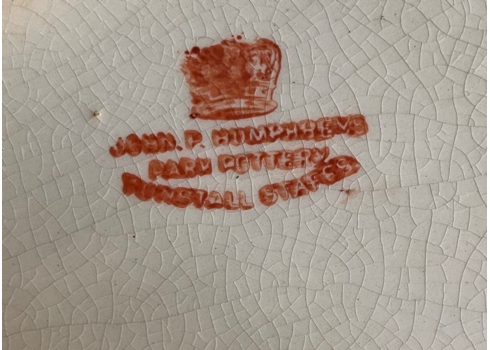 JOHN. P. HUMPHREYS
PARK POTTERY
TUNSTALL STAFFS